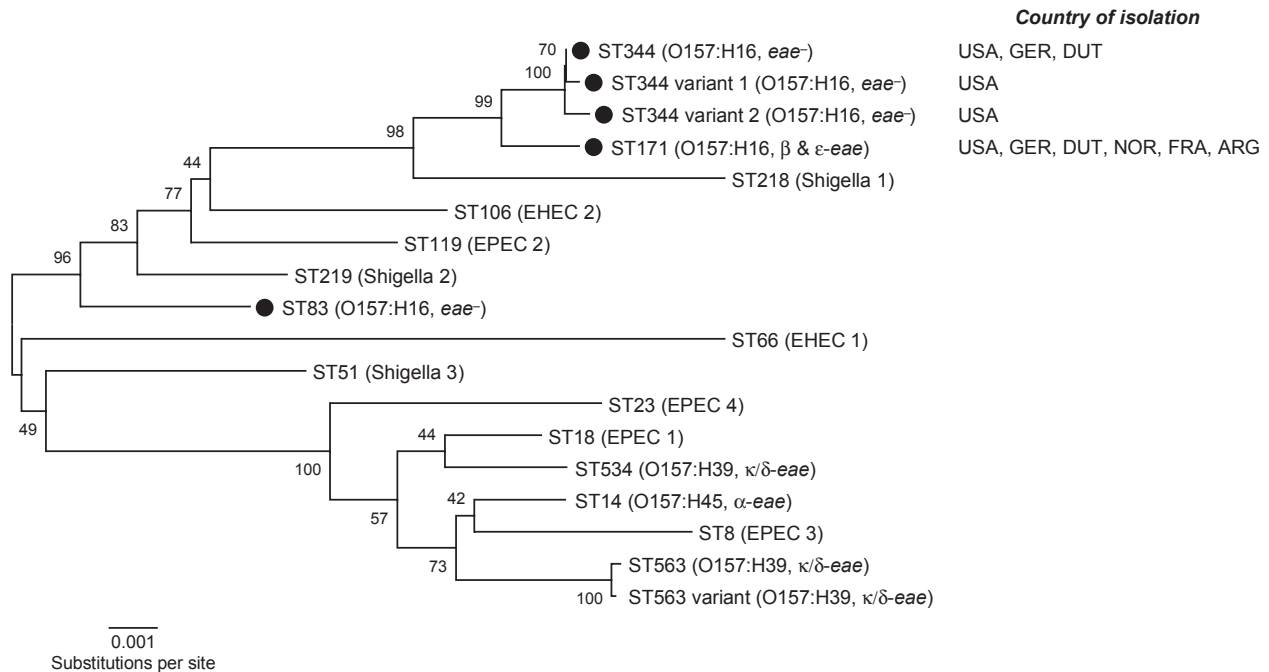 Country of isolation
70 ST344 (O157:H16, eae–) USA, GER, DUT
100 ST344 variant 1 (O157:H16, eae–) USA
99 ST344 variant 2 (O157:H16, eae–) USA
98 ST171 (O157:H16, β & ε-eae) USA, GER, DUT, NOR, FRA, ARG
44 ST218 (Shigella 1)
77 ST106 (EHEC 2)
83 ST119 (EPEC 2)
96 ST219 (Shigella 2)
ST83 (O157:H16, eae–)
ST66 (EHEC 1)
ST51 (Shigella 3)
49 ST23 (EPEC 4)
44 ST18 (EPEC 1)
100 ST534 (O157:H39, κ/δ-eae)
42 ST14 (O157:H45, α-eae)
57 ST8 (EPEC 3)
73 ST563 (O157:H39, κ/δ-eae)
100 ST563 variant (O157:H39, κ/δ-eae)
0.001
Substitutions per site